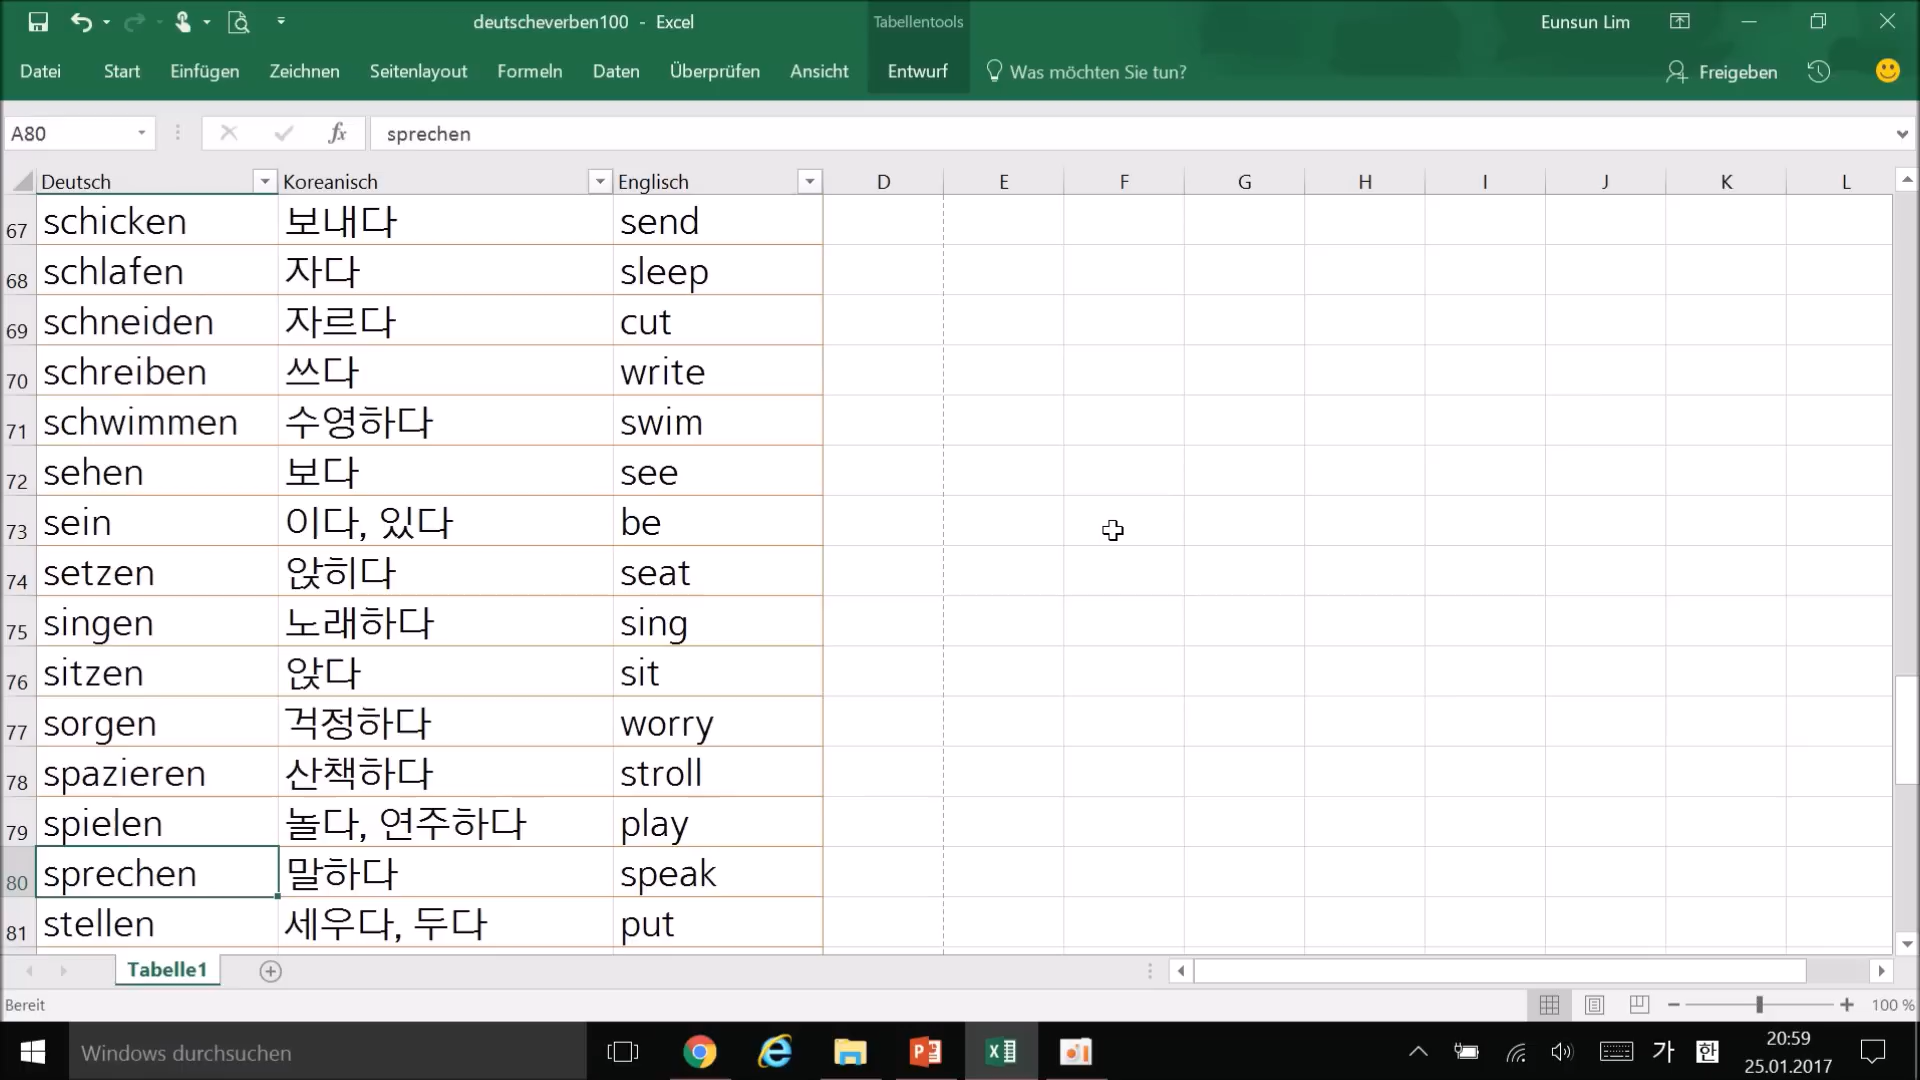 deutscheverben100 - Excel
Tabellentools
Eunsun Lim
Datei Start Einfügen Zeichnen Seitenlayout Formeln Daten Überprüfen Ansicht Entwurf Was möchten Sie tun? Freigeben
A80 fx sprechen
Deutsch Koreanisch Englisch D E F G H I J K L
67 schicken 보내다 send
68 schlafen 자다 sleep
69 schneiden 자르다 cut
70 schreiben 쓰다 write
71 schwimmen 수영하다 swim
72 sehen 보다 see
73 sein 이다, 있다 be
74 setzen 앉히다 seat
75 singen 노래하다 sing
76 sitzen 앉다 sit
77 sorgen 걱정하다 worry
78 spazieren 산책하다 stroll
79 spielen 놀다, 연주하다 play
80 sprechen 말하다 speak
81 stellen 세우다, 두다 put
Tabelle1
Bereit
100 %
Windows durchsuchen
가 한
20:59
25.01.2017